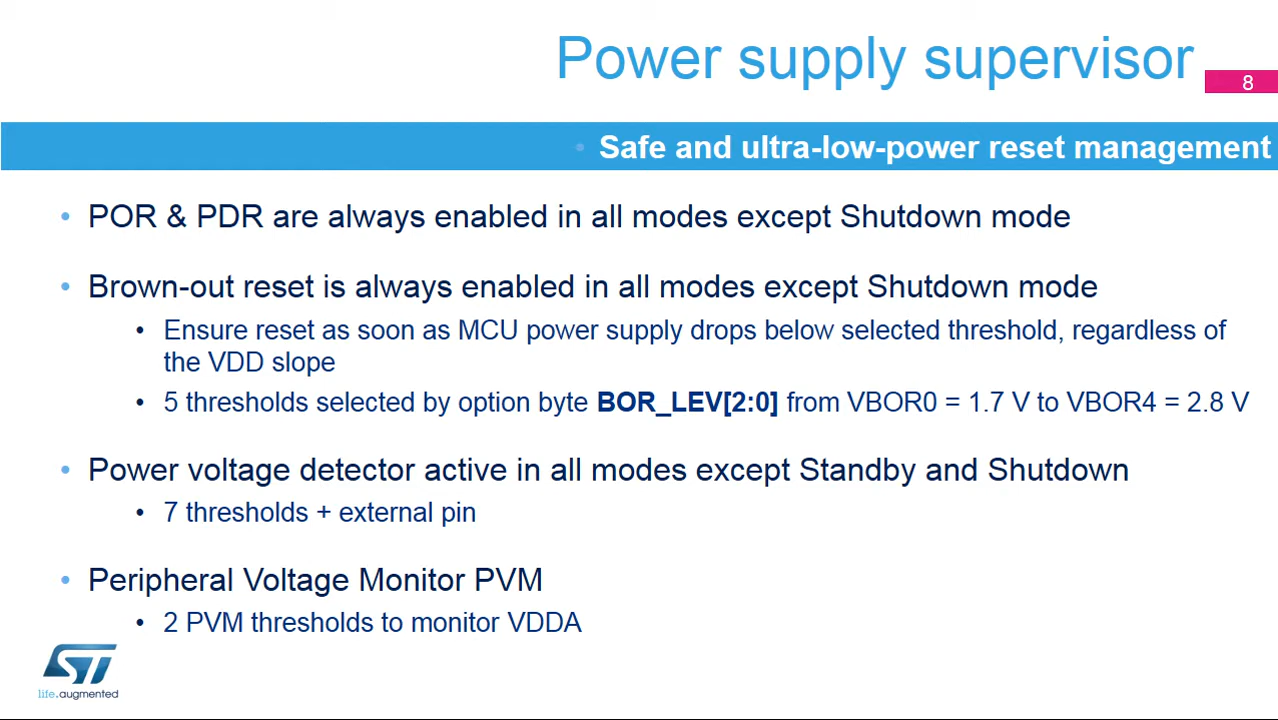 Power supply supervisor
8
• Safe and ultra-low-power reset management
• POR & PDR are always enabled in all modes except Shutdown mode
• Brown-out reset is always enabled in all modes except Shutdown mode
• Ensure reset as soon as MCU power supply drops below selected threshold, regardless of
the VDD slope
• 5 thresholds selected by option byte BOR_LEV[2:0] from VBOR0 = 1.7 V to VBOR4 = 2.8 V
• Power voltage detector active in all modes except Standby and Shutdown
• 7 thresholds + external pin
• Peripheral Voltage Monitor PVM
• 2 PVM thresholds to monitor VDDA
ST
life.augmented